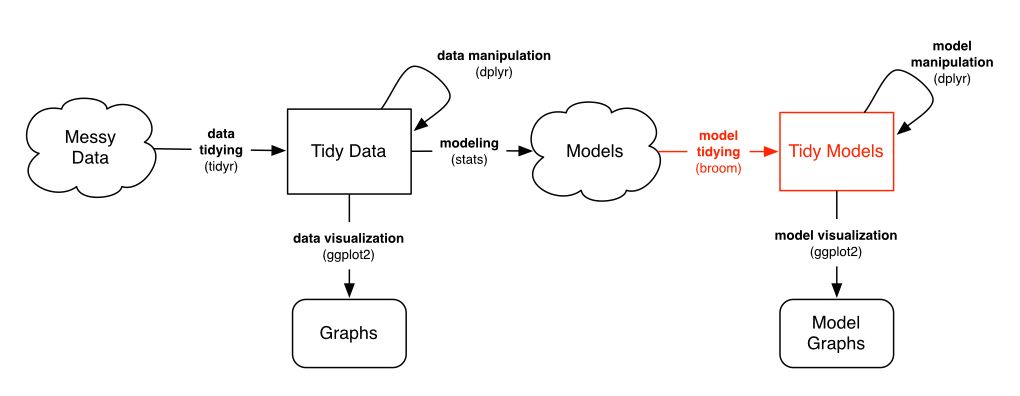 Messy
Data
data
tidying
(tidyr)
Tidy Data
data manipulation
(dplyr)
modeling
(stats)
data visualization
(ggplot2)
Graphs
Models
model
tidying
(broom)
Tidy Models
model
manipulation
(dplyr)
model visualization
(ggplot2)
Model
Graphs